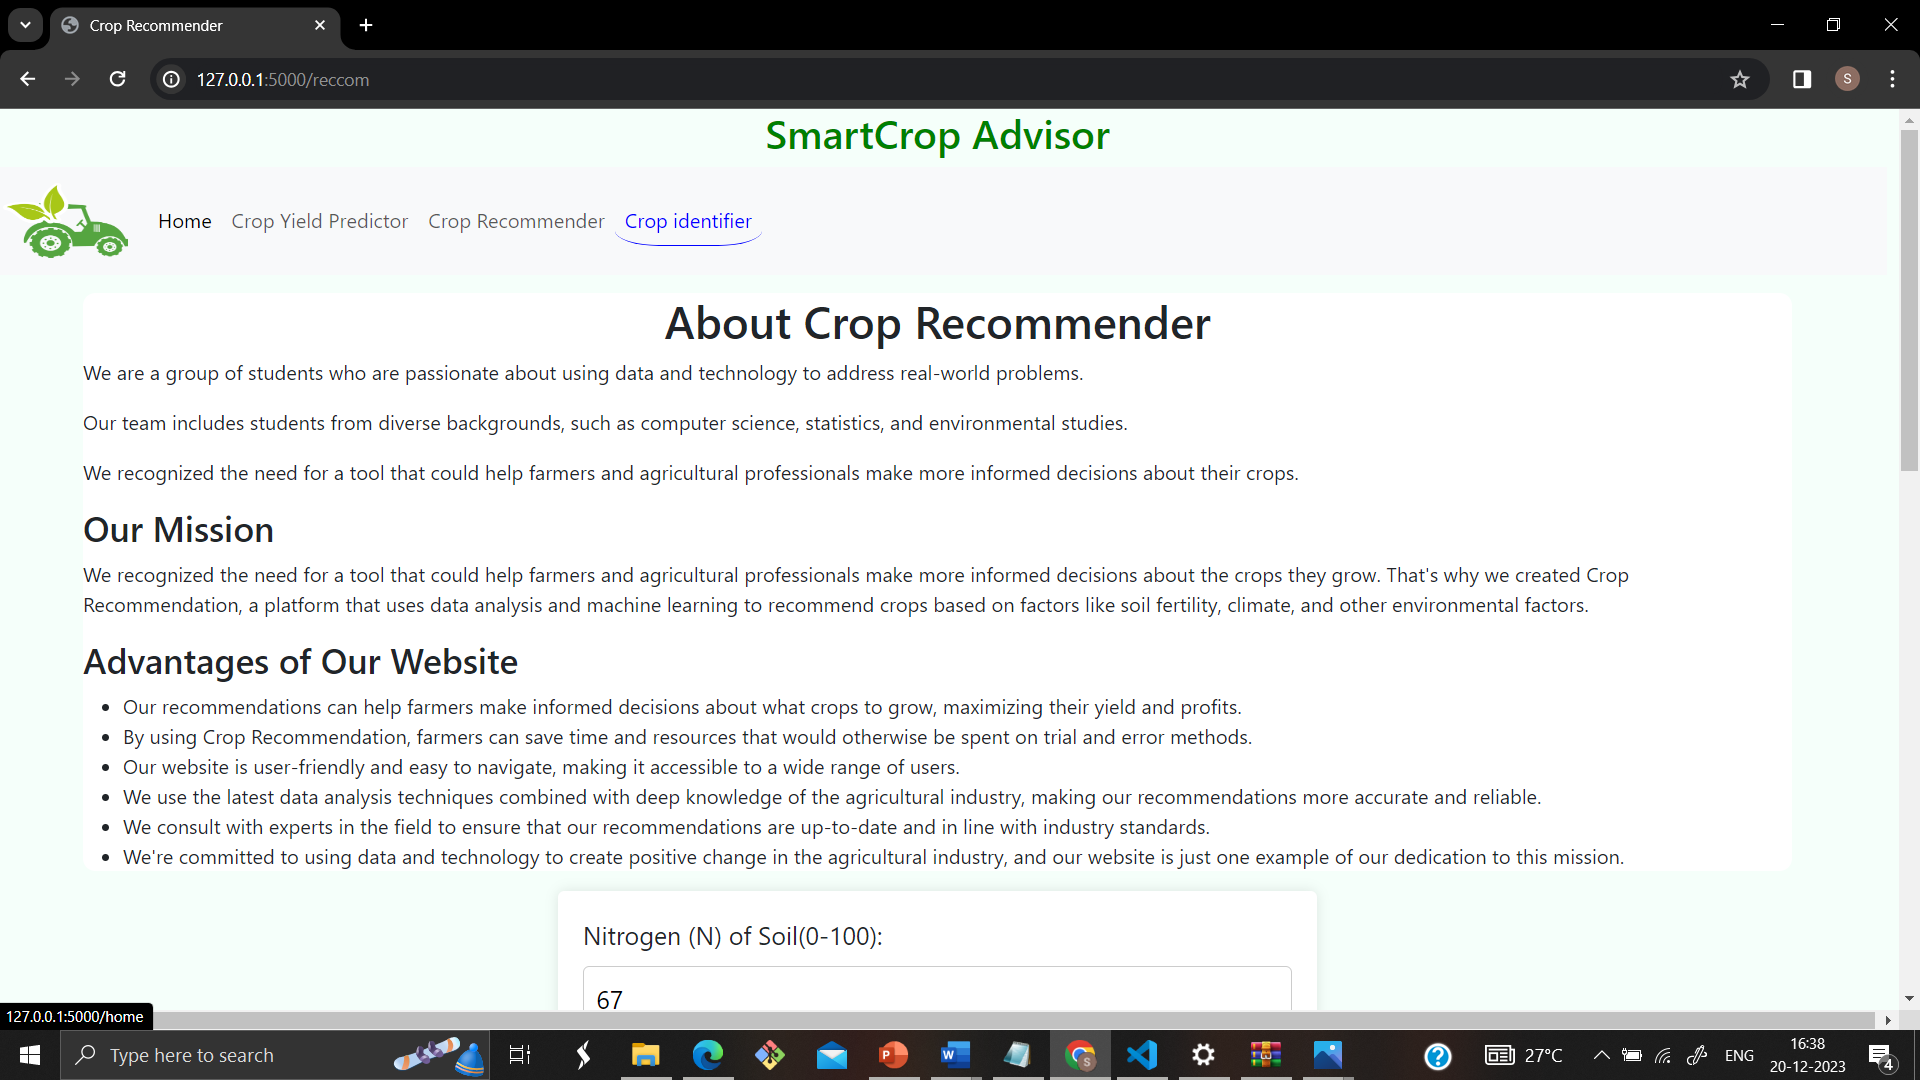 Crop Recommender
127.0.0.1:5000/reccom
S
SmartCrop Advisor
Home Crop Yield Predictor Crop Recommender Crop identifier
About Crop Recommender
We are a group of students who are passionate about using data and technology to address real-world problems.
Our team includes students from diverse backgrounds, such as computer science, statistics, and environmental studies.
We recognized the need for a tool that could help farmers and agricultural professionals make more informed decisions about their crops.
Our Mission
We recognized the need for a tool that could help farmers and agricultural professionals make more informed decisions about the crops they grow. That's why we created Crop
Recommendation, a platform that uses data analysis and machine learning to recommend crops based on factors like soil fertility, climate, and other environmental factors.
Advantages of Our Website
• Our recommendations can help farmers make informed decisions about what crops to grow, maximizing their yield and profits.
• By using Crop Recommendation, farmers can save time and resources that would otherwise be spent on trial and error methods.
• Our website is user-friendly and easy to navigate, making it accessible to a wide range of users.
• We use the latest data analysis techniques combined with deep knowledge of the agricultural industry, making our recommendations more accurate and reliable.
• We consult with experts in the field to ensure that our recommendations are up-to-date and in line with industry standards.
• We're committed to using data and technology to create positive change in the agricultural industry, and our website is just one example of our dedication to this mission.
Nitrogen (N) of Soil(0-100):
67
127.0.0.1:5000/home
Type here to search
27°C
ENG
16:38
20-12-2023
4